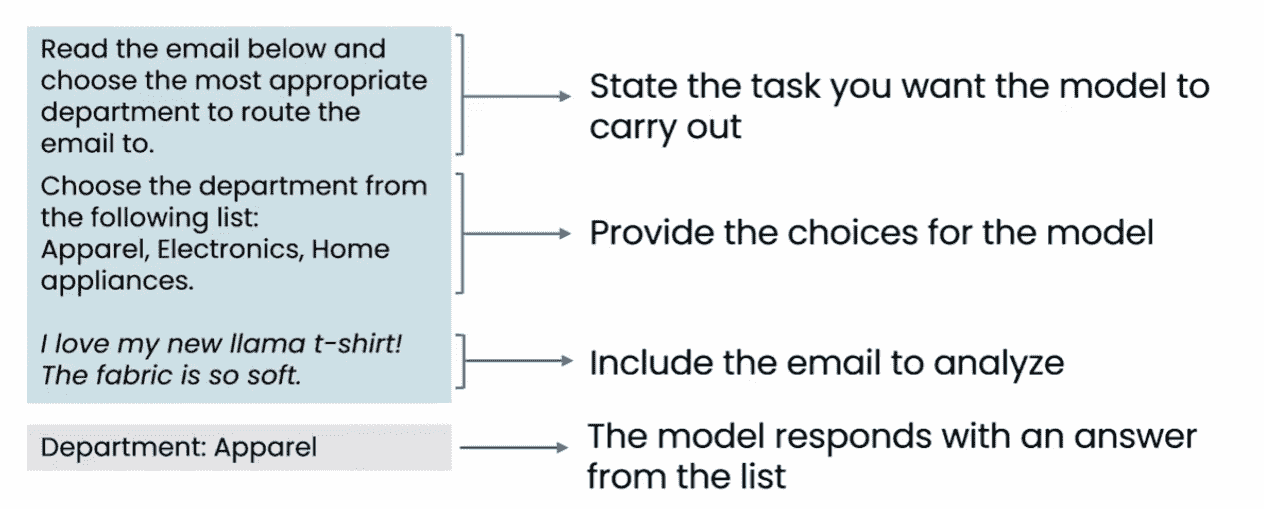 Read the email below and
choose the most appropriate
department to route the
email to.
Choose the department from
the following list:
Apparel, Electronics, Home
appliances.
I love my new llama t-shirt!
The fabric is so soft.
Department: Apparel
State the task you want the model to
carry out
Provide the choices for the model
Include the email to analyze
The model responds with an answer
from the list